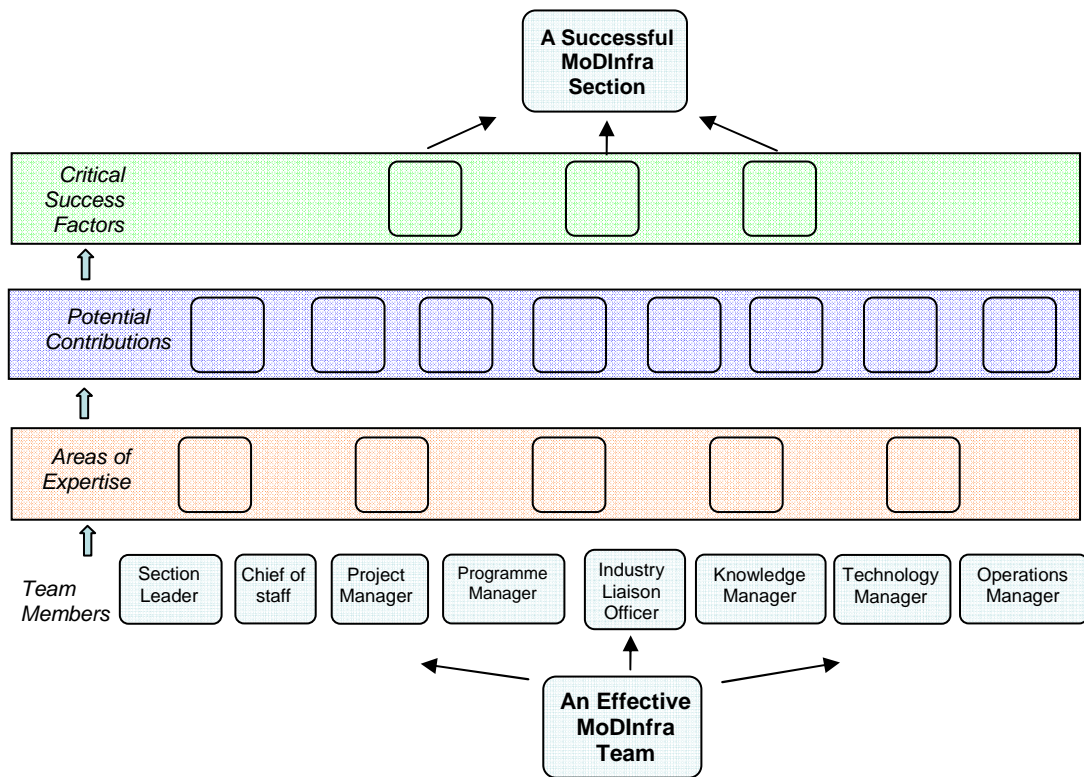 A Successful
MoDInfra
Section
Critical
Success
Factors
Potential
Contributions
Areas of
Expertise
Team
Members
Section
Leader
Chief of
staff
Project
Manager
Programme
Manager
Industry
Liaison
Officer
Knowledge
Manager
Technology
Manager
Operations
Manager
An Effective
MoDInfra
Team